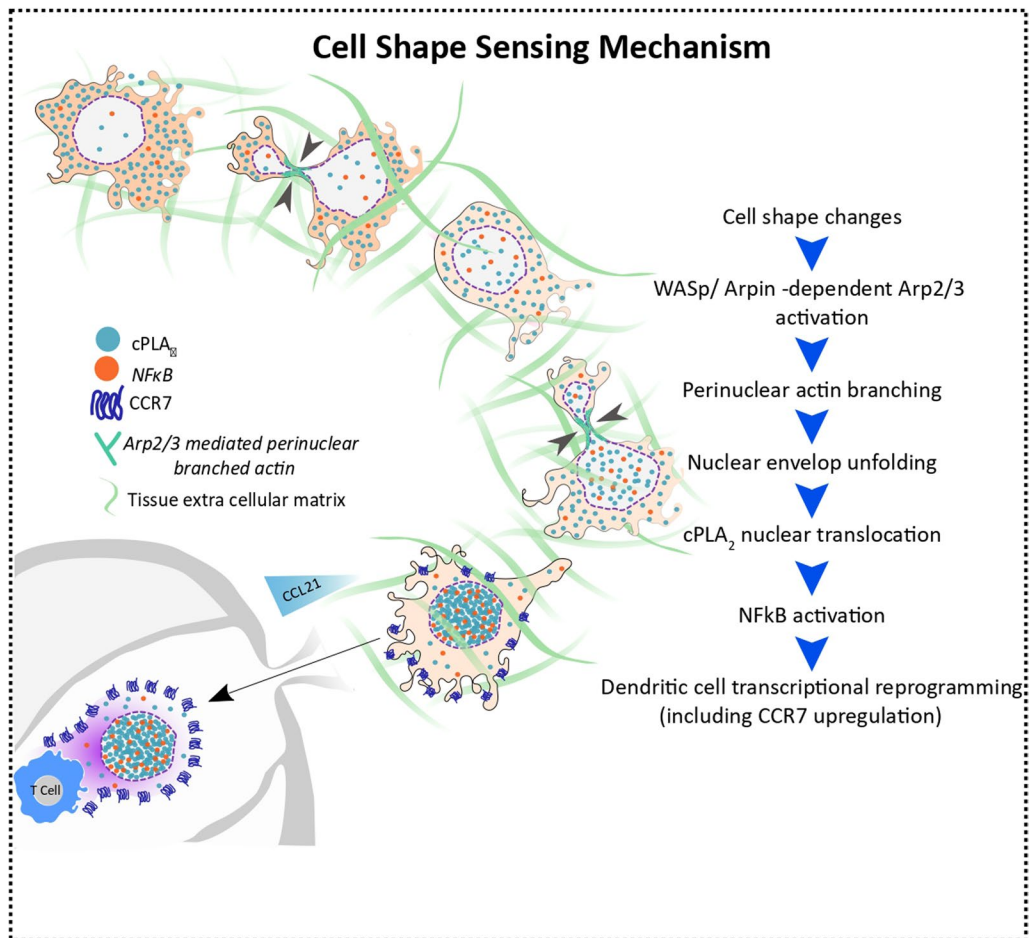 Cell Shape Sensing Mechanism
Cell shape changes
WASp/ Arpin -dependent Arp2/3
activation
Perinuclear actin branching
Nuclear envelop unfolding
cPLA₂ nuclear translocation
NFkB activation
Dendritic cell transcriptional reprogramming
(including CCR7 upregulation)
cPLA
NFκB
CCR7
Arp2/3 mediated perinuclear
branched actin
Tissue extra cellular matrix
CCL21
T Cell